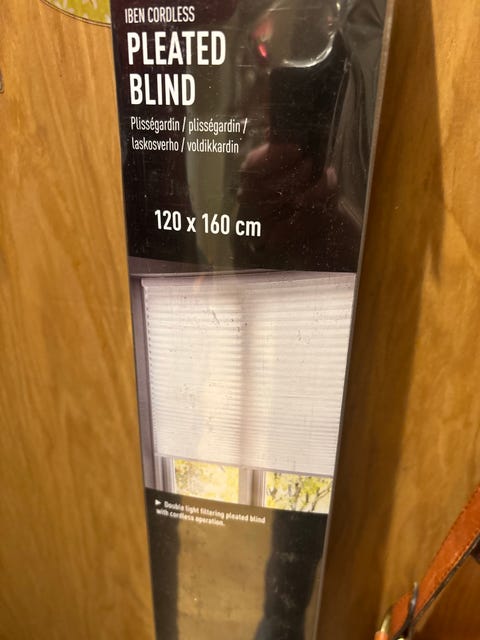 IBEN CORDLESS
PLEATED
BLIND
Plisségardin / plisségardin /
laskosverho / voldikkardin
120 x 160 cm
► Double light filtering pleated blind
with cordless operation.